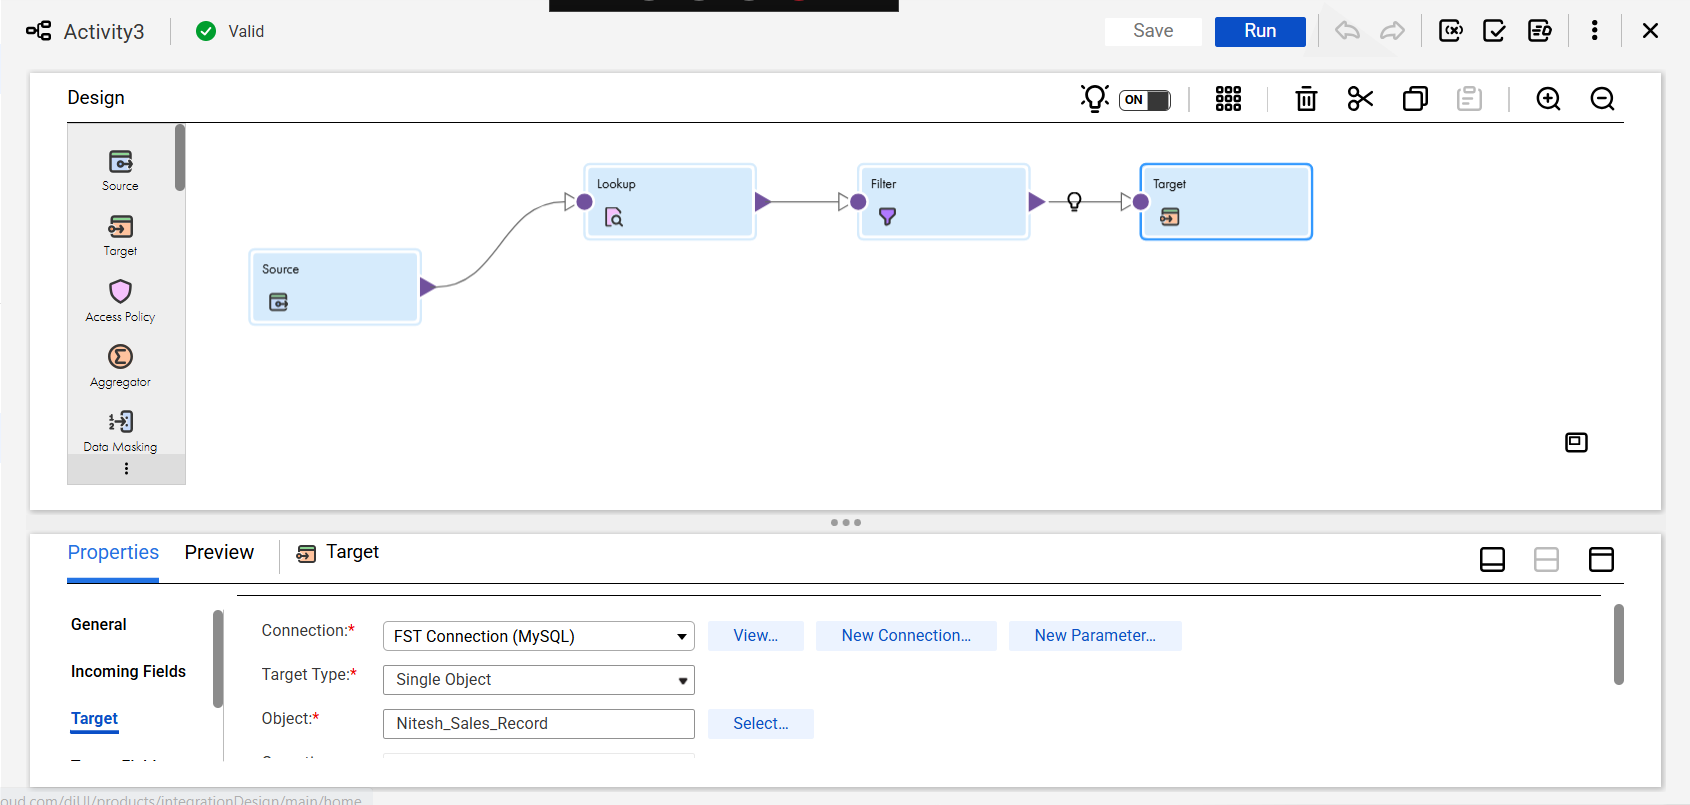 Activity3
Valid
Save
Run
Design
ON
Source
Target
Access Policy
Aggregator
Data Masking
Source
Lookup
Filter
Target
Properties
Preview
Target
General
Incoming Fields
Target
Connection:*
FST Connection (MySQL)
View...
New Connection...
New Parameter...
Target Type:*
Single Object
Object:*
Nitesh_Sales_Record
Select...
oud.com/diUI/products/integrationDesign/main/home